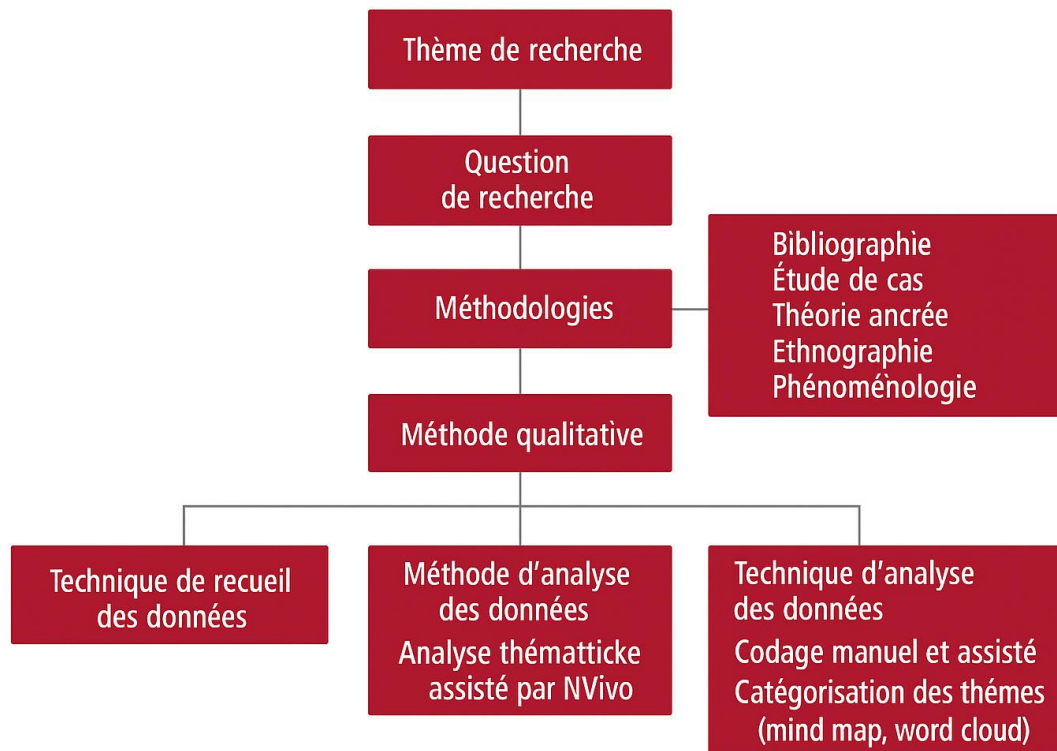 Thème de recherche
Question
de recherche
Méthodologies
Bibliographie
Étude de cas
Théorie ancrée
Ethnographie
Phénoménologie
Méthode qualitative
Technique de recueil
des données
Méthode d'analyse
des données
Analyse thématticke
assisté par NVivo
Technique d'analyse
des données
Codage manuel et assisté
Catégorisation des thémes
(mind map, word cloud)